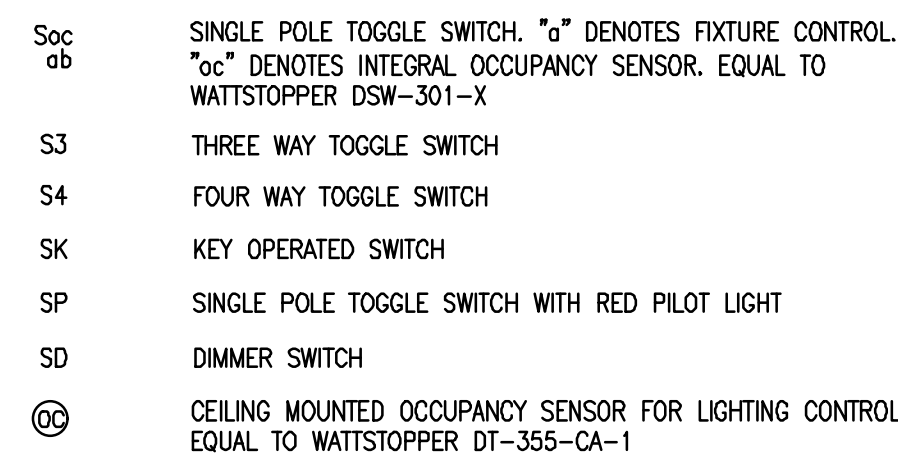 Soc SINGLE POLE TOGGLE SWITCH. "a" DENOTES FIXTURE CONTROL.
ab "oc" DENOTES INTEGRAL OCCUPANCY SENSOR. EQUAL TO
WATTSTOPPER DSW-301-X
S3 THREE WAY TOGGLE SWITCH
S4 FOUR WAY TOGGLE SWITCH
SK KEY OPERATED SWITCH
SP SINGLE POLE TOGGLE SWITCH WITH RED PILOT LIGHT
SD DIMMER SWITCH
OC CEILING MOUNTED OCCUPANCY SENSOR FOR LIGHTING CONTROL
EQUAL TO WATTSTOPPER DT-355-CA-1